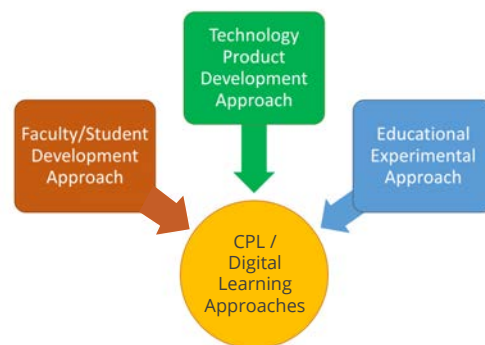 Technology
Product
Development
Approach
Faculty/Student
Development
Approach
Educational
Experimental
Approach
CPL /
Digital
Learning
Approaches